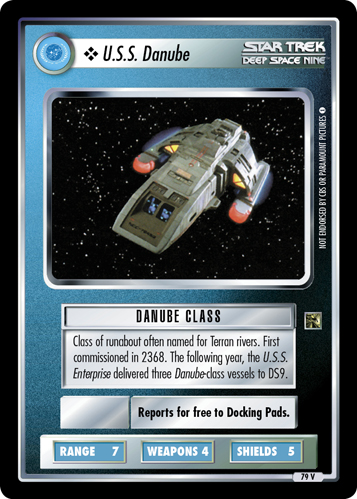 ❖ U.S.S. Danube
STAR TREK
DEEP SPACE NINE
NOT ENDORSED BY CBS OR PARAMOUNT PICTURES
DANUBE CLASS
Class of runabout often named for Terran rivers. First
commissioned in 2368. The following year, the U.S.S.
Enterprise delivered three Danube-class vessels to DS9.
Reports for free to Docking Pads.
RANGE 7
WEAPONS 4
SHIELDS 5
79 V